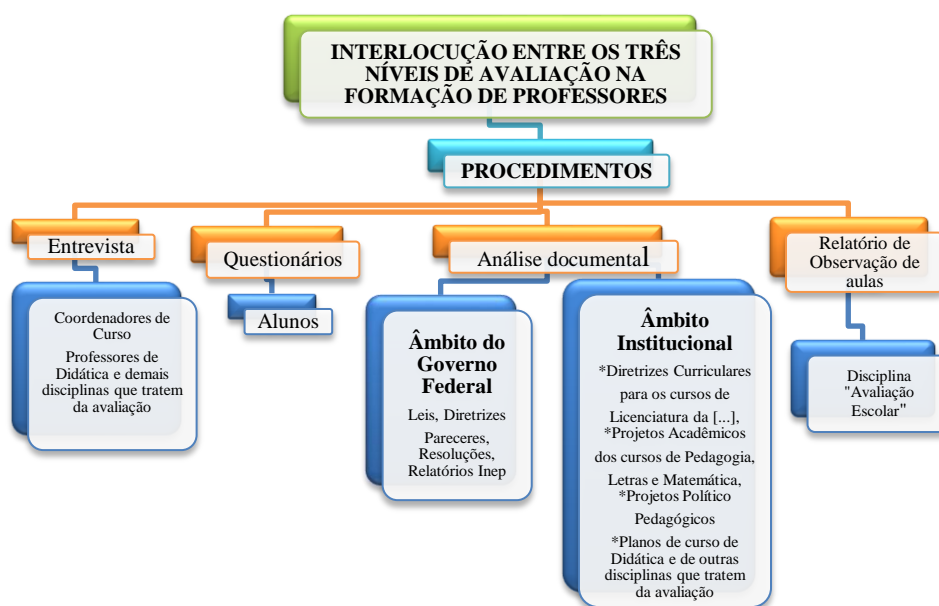 INTERLOCUÇÃO ENTRE OS TRÊS
NÍVEIS DE AVALIAÇÃO NA
FORMAÇÃO DE PROFESSORES
PROCEDIMENTOS
Entrevista
Coordenadores de
Curso
Professores de
Didática e demais
disciplinas que tratem
da avaliação
Questionários
Alunos
Análise documental
Âmbito do
Governo
Federal
Leis, Diretrizes
Pareceres,
Resoluções,
Relatórios Inep
Âmbito
Institucional
*Diretrizes Curriculares
para os cursos de
Licenciatura da [...],
*Projetos Acadêmicos
dos cursos de Pedagogia,
Letras e Matemática,
*Projetos Político
Pedagógicos
*Planos de curso de
Didática e de outras
disciplinas que tratem
da avaliação
Relatório de
Observação de
aulas
Disciplina
"Avaliação
Escolar"